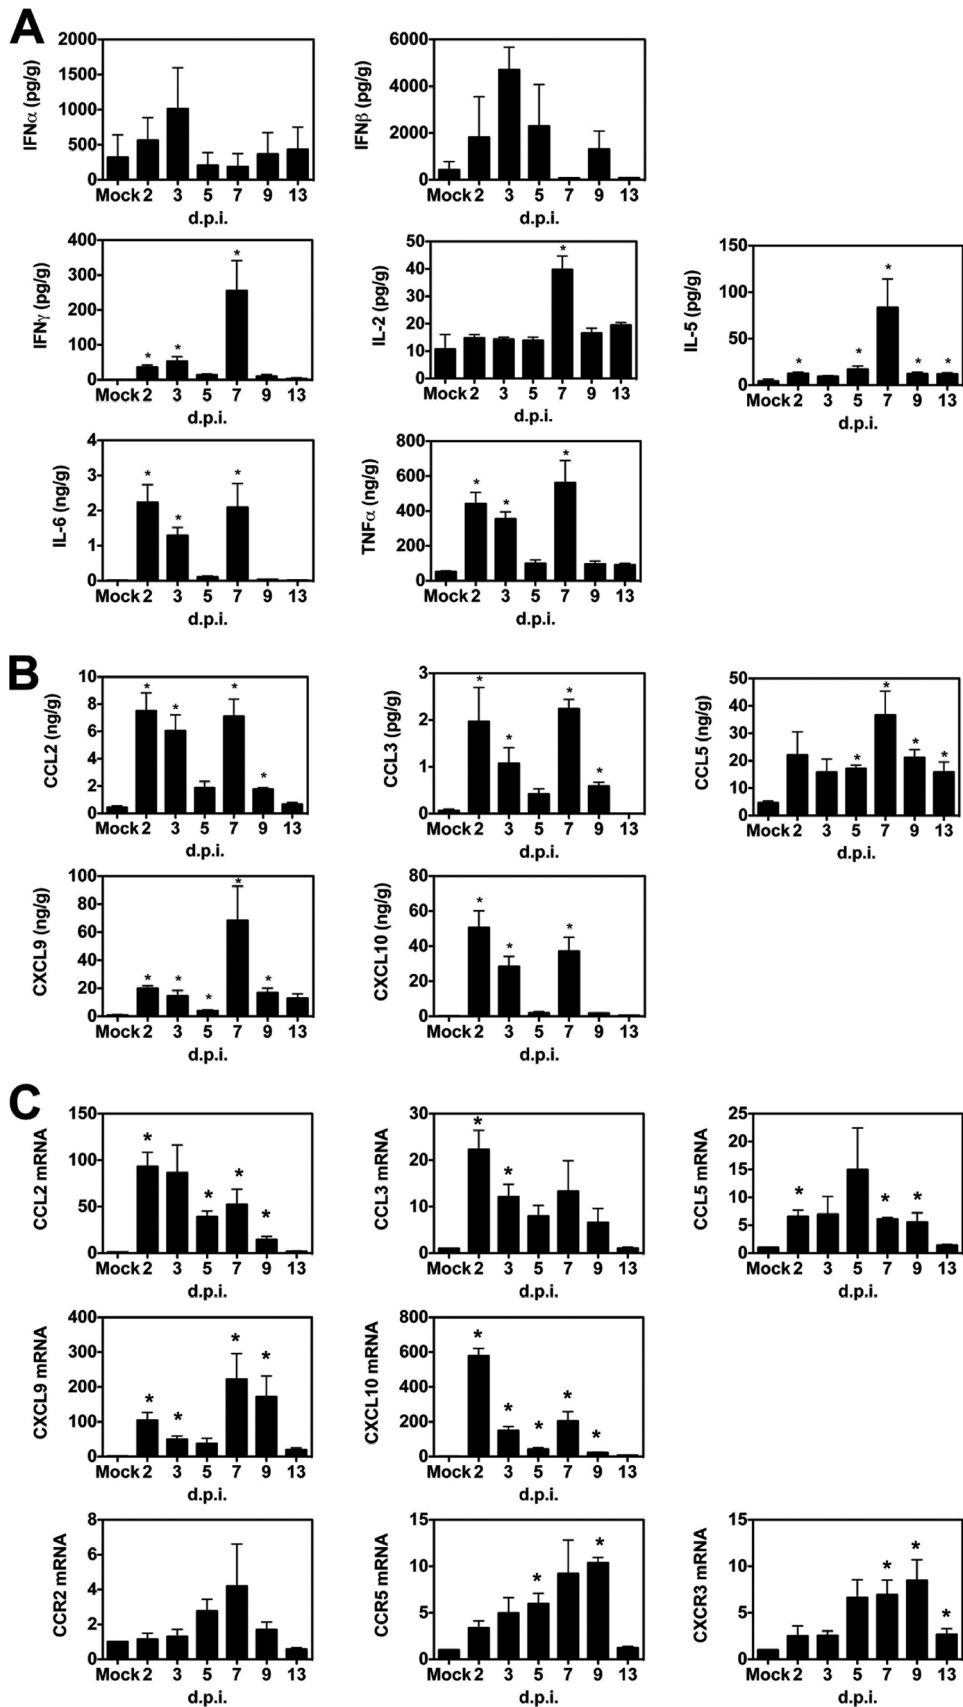 A
IFNα (pg/g)
2000
1500
1000
500
0
Mock 2 3 5 7 9 13
d.p.i.
IFNβ (pg/g)
6000
4000
2000
0
Mock 2 3 5 7 9 13
d.p.i.
IFNγ (pg/g)
400
300
200
100
0
* * *
Mock 2 3 5 7 9 13
d.p.i.
IL-2 (pg/g)
50
40
30
20
10
0
*
Mock 2 3 5 7 9 13
d.p.i.
IL-5 (pg/g)
150
100
50
0
* * * * *
Mock 2 3 5 7 9 13
d.p.i.
IL-6 (ng/g)
4
3
2
1
0
* * *
Mock 2 3 5 7 9 13
d.p.i.
TNFα (ng/g)
800
600
400
200
0
* * *
Mock 2 3 5 7 9 13
d.p.i.
B
CCL2 (ng/g)
10
8
6
4
2
0
* * * *
Mock 2 3 5 7 9 13
d.p.i.
CCL3 (pg/g)
3
2
1
0
* * * *
Mock 2 3 5 7 9 13
d.p.i.
CCL5 (ng/g)
50
40
30
20
10
0
* * * *
Mock 2 3 5 7 9 13
d.p.i.
CXCL9 (ng/g)
100
80
60
40
20
0
* * * * *
Mock 2 3 5 7 9 13
d.p.i.
CXCL10 (ng/g)
80
60
40
20
0
* * *
Mock 2 3 5 7 9 13
d.p.i.
C
CCL2 mRNA
150
100
50
0
* * * *
Mock 2 3 5 7 9 13
d.p.i.
CCL3 mRNA
30
20
10
0
* *
Mock 2 3 5 7 9 13
d.p.i.
CCL5 mRNA
25
20
15
10
5
0
* * *
Mock 2 3 5 7 9 13
d.p.i.
CXCL9 mRNA
400
300
200
100
0
* * * *
Mock 2 3 5 7 9 13
d.p.i.
CXCL10 mRNA
800
600
400
200
0
* * * * *
Mock 2 3 5 7 9 13
d.p.i.
CCR2 mRNA
8
6
4
2
0
Mock 2 3 5 7 9 13
d.p.i.
CCR5 mRNA
15
10
5
0
* *
Mock 2 3 5 7 9 13
d.p.i.
CXCR3 mRNA
15
10
5
0
* * *
Mock 2 3 5 7 9 13
d.p.i.